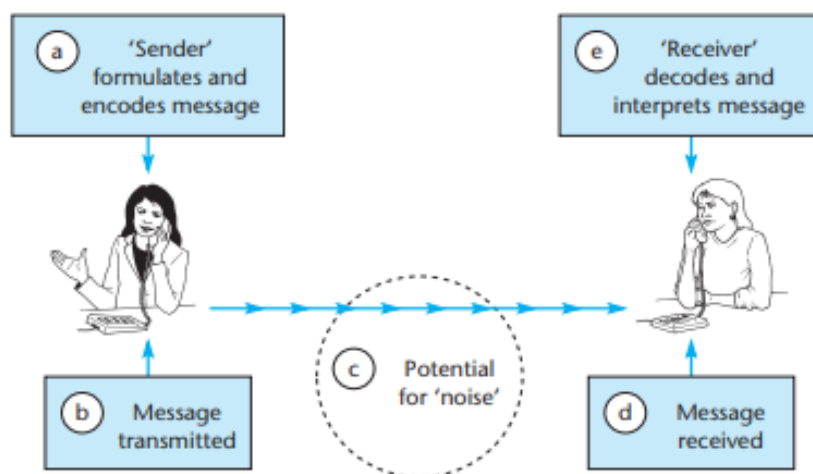 a
'Sender'
formulates and
encodes message
e
'Receiver'
decodes and
interprets message
c
Potential
for 'noise'
b
Message
transmitted
d
Message
received